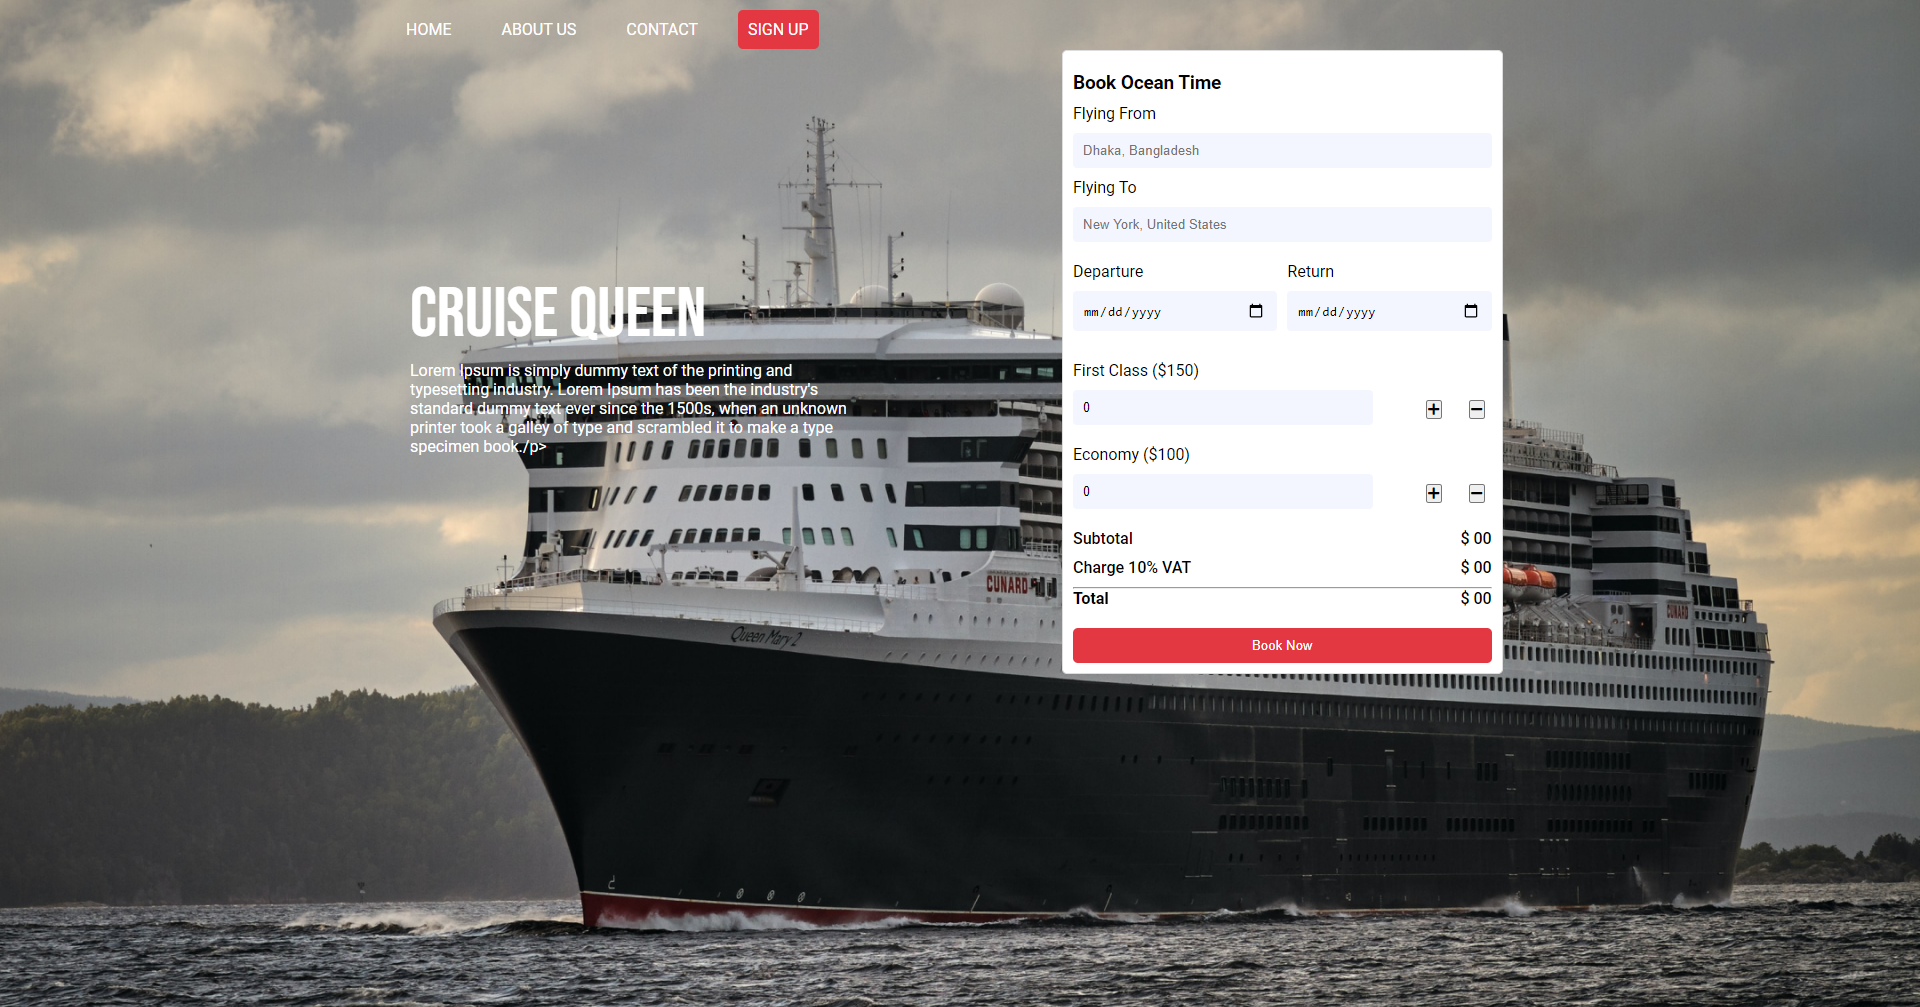 HOME ABOUT US CONTACT SIGN UP
CRUISE QUEEN
Lorem Ipsum is simply dummy text of the printing and
typesetting industry. Lorem Ipsum has been the industry's
standard dummy text ever since the 1500s, when an unknown
printer took a galley of type and scrambled it to make a type
specimen book./p>
Book Ocean Time
Flying From
Dhaka, Bangladesh
Flying To
New York, United States
Departure Return
mm/dd/yyyy mm/dd/yyyy
First Class ($150)
0 + −
Economy ($100)
0 + −
Subtotal $ 00
Charge 10% VAT $ 00
Total $ 00
Book Now
CUNARD
Queen Mary 2
CUNARD